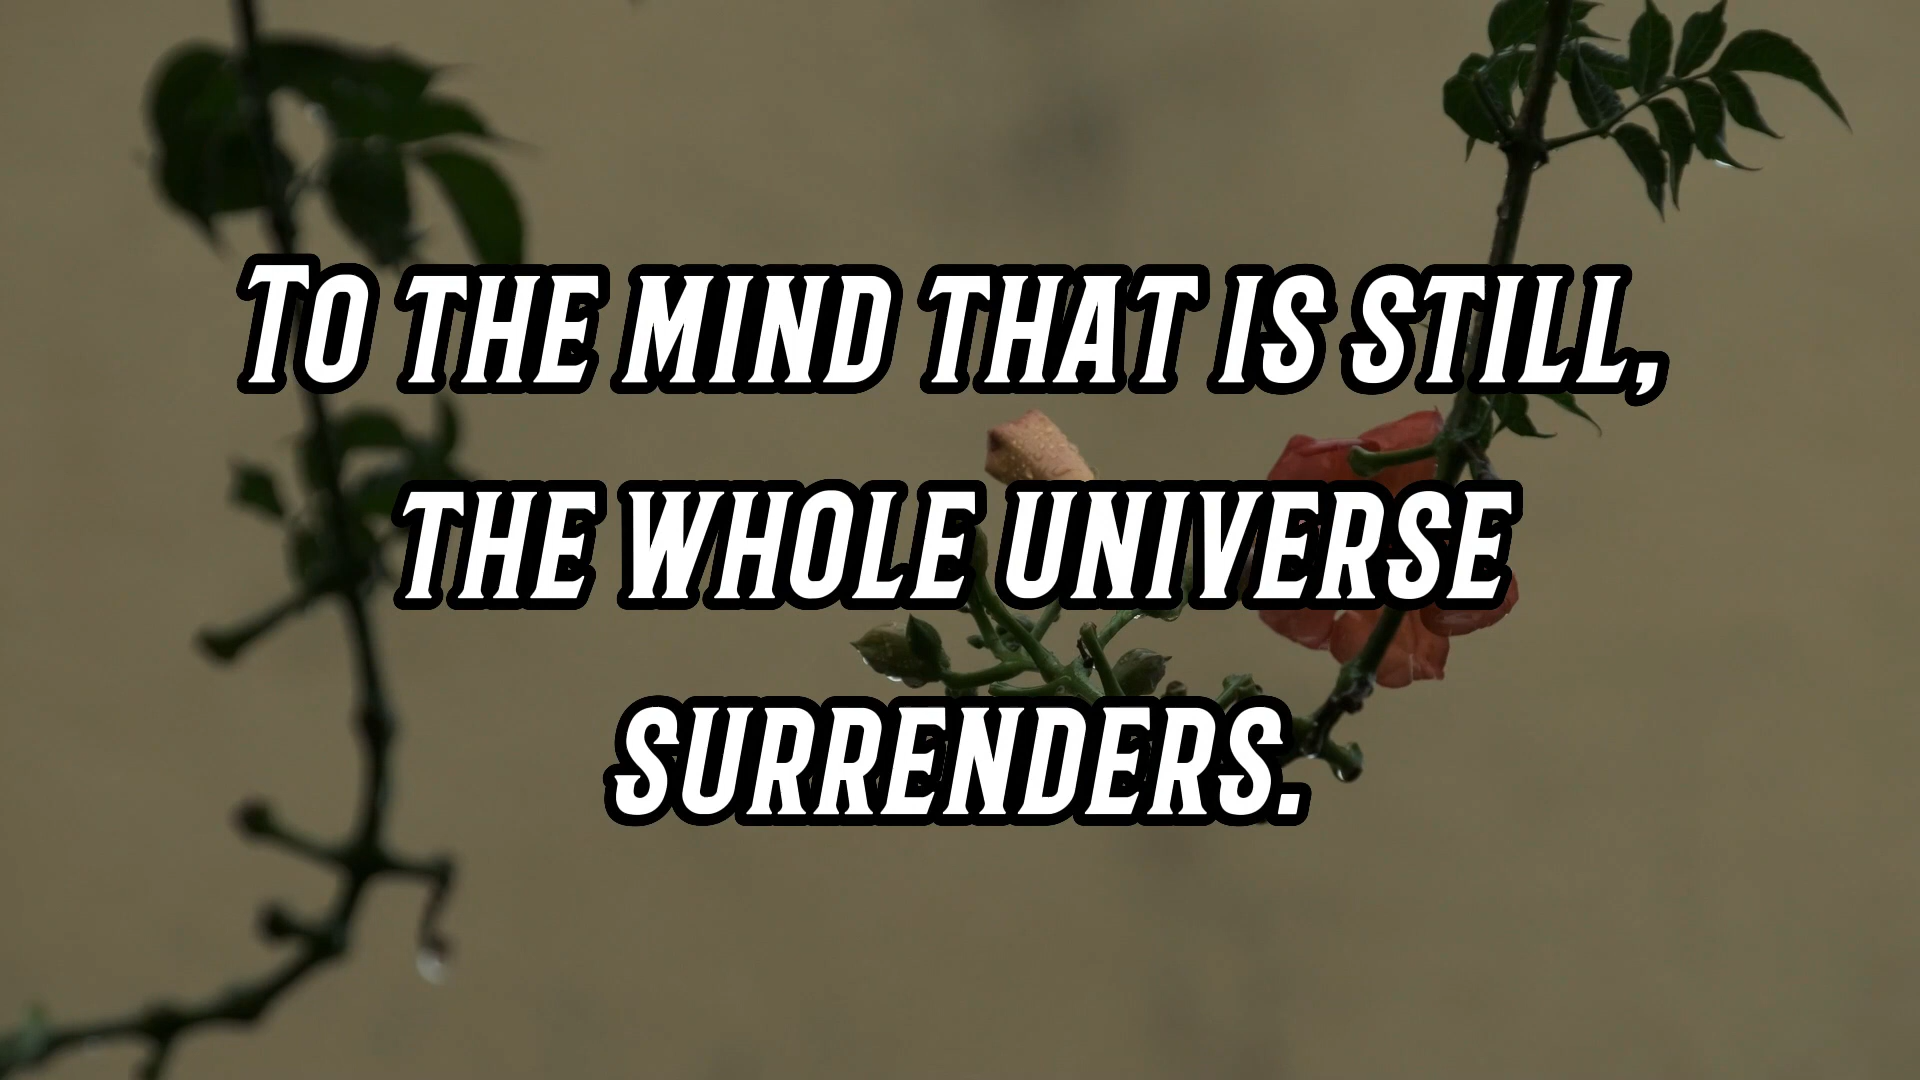 To the mind that is still,
the whole universe
surrenders.